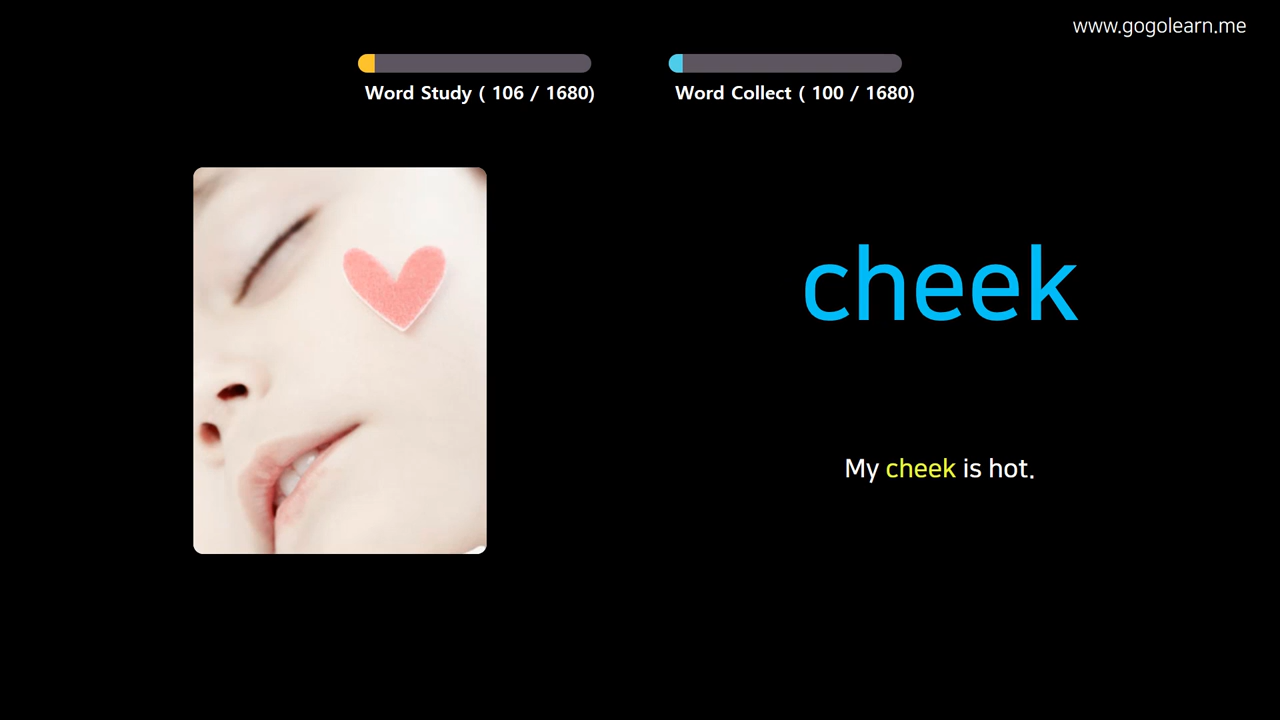 www.gogolearn.me
Word Study ( 106 / 1680)
Word Collect ( 100 / 1680)
cheek
My cheek is hot.